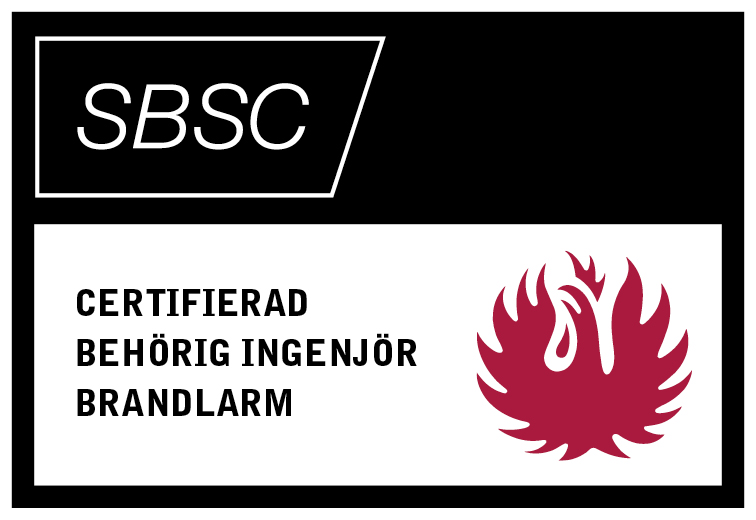 SBSC
CERTIFIERAD
BEHÖRIG INGENJÖR
BRANDLARM